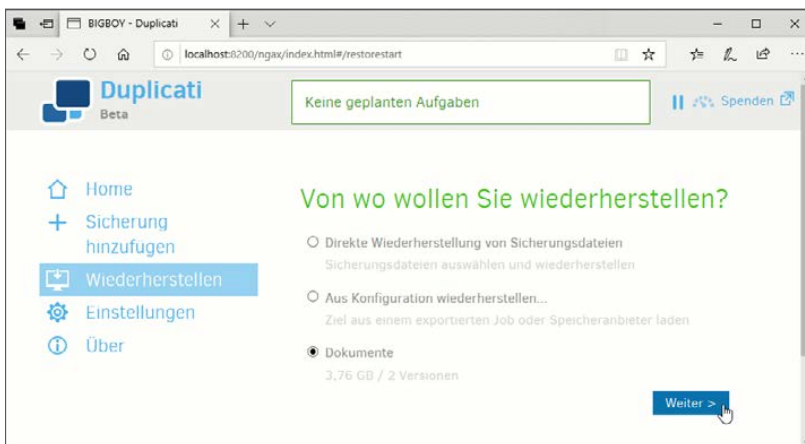 BIGBOY - Duplicati
localhost:8200/ngax/index.html#/restorestart
Duplicati
Beta
Keine geplanten Aufgaben
Spenden
Home
Sicherung
hinzufugen
Wiederherstellen
Einstellungen
Über
Von wo wollen Sie wiederherstellen?
Direkte Wiederherstellung von Sicherungsdateien
Sicherungsdateien auswählen und wiederherstellen
Aus Konfiguration wiederherstellen...
Ziel aus einem exportierten Job oder Speicheranbieter laden
Dokumente
3,76 GB / 2 Versionen
Weiter >